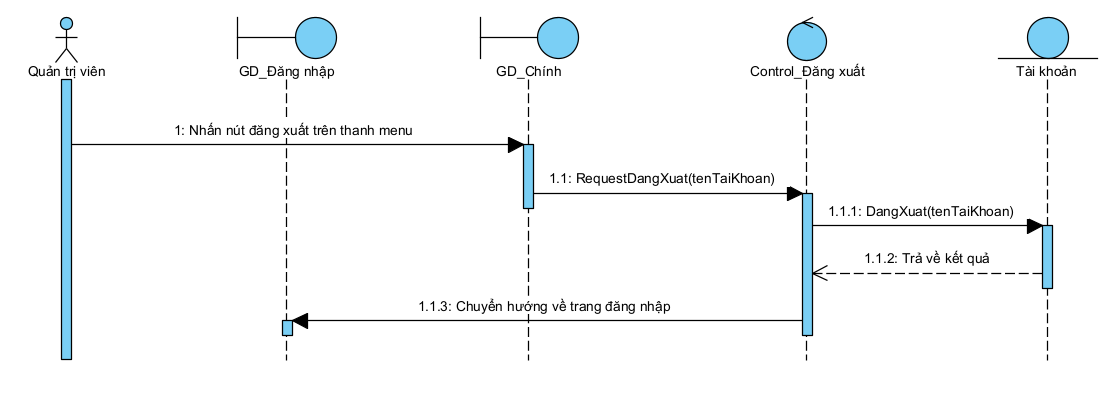 Quản trị viên
GD_Đăng nhập
GD_Chính
Control_Đăng xuất
Tài khoản
1: Nhấn nút đăng xuất trên thanh menu
1.1: RequestDangXuat(tenTaiKhoan)
1.1.1: DangXuat(tenTaiKhoan)
1.1.2: Trả về kết quả
1.1.3: Chuyển hướng về trang đăng nhập